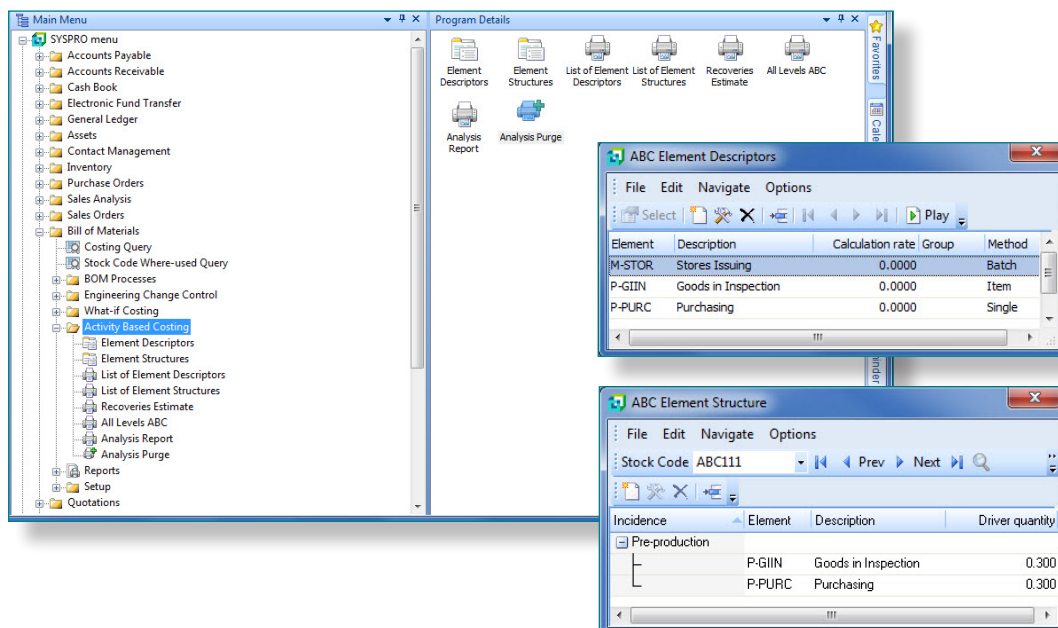 Main Menu
SYSPRO menu
Accounts Payable
Accounts Receivable
Cash Book
Electronic Fund Transfer
General Ledger
Assets
Contact Management
Inventory
Purchase Orders
Sales Analysis
Sales Orders
Bill of Materials
Costing Query
Stock Code Where-used Query
BOM Processes
Engineering Change Control
What-if Costing
Activity Based Costing
Element Descriptors
Element Structures
List of Element Descriptors
List of Element Structures
Recoveries Estimate
All Levels ABC
Analysis Report
Analysis Purge
Reports
Setup
Quotations
Program Details
Element Descriptors
Element Structures
List of Element Descriptors
List of Element Structures
Recoveries Estimate
All Levels ABC
Analysis Report
Analysis Purge
Favorites
Cale
inder
ABC Element Descriptors
File Edit Navigate Options
Select Play
Element Description Calculation rate Group Method
M-STOR Stores Issuing 0.0000 Batch
P-GIIN Goods in Inspection 0.0000 Item
P-PURC Purchasing 0.0000 Single
ABC Element Structure
File Edit Navigate Options
Stock Code ABC111 Prev Next
Incidence Element Description Driver quantity
Pre-production
P-GIIN Goods in Inspection 0.300
P-PURC Purchasing 0.300